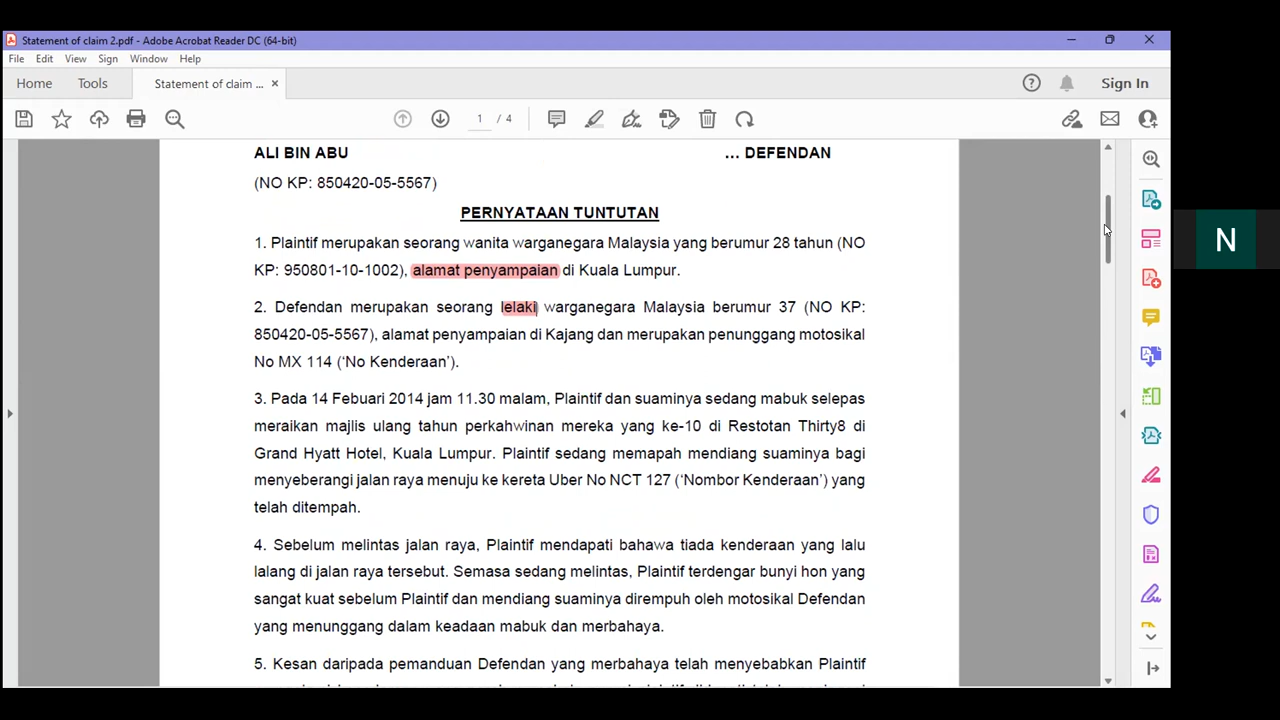 Statement of claim 2.pdf - Adobe Acrobat Reader DC (64-bit)
File Edit View Sign Window Help
Home Tools Statement of claim ... × Sign In
1 / 4
ALI BIN ABU ... DEFENDAN
(NO KP: 850420-05-5567)
PERNYATAAN TUNTUTAN
1. Plaintif merupakan seorang wanita warganegara Malaysia yang berumur 28 tahun (NO
KP: 950801-10-1002), alamat penyampaian di Kuala Lumpur.
2. Defendan merupakan seorang lelaki warganegara Malaysia berumur 37 (NO KP:
850420-05-5567), alamat penyampaian di Kajang dan merupakan penunggang motosikal
No MX 114 (‘No Kenderaan’).
3. Pada 14 Febuari 2014 jam 11.30 malam, Plaintif dan suaminya sedang mabuk selepas
meraikan majlis ulang tahun perkahwinan mereka yang ke-10 di Restotan Thirty8 di
Grand Hyatt Hotel, Kuala Lumpur. Plaintif sedang memapah mendiang suaminya bagi
menyeberangi jalan raya menuju ke kereta Uber No NCT 127 (‘Nombor Kenderaan’) yang
telah ditempah.
4. Sebelum melintas jalan raya, Plaintif mendapati bahawa tiada kenderaan yang lalu
lalang di jalan raya tersebut. Semasa sedang melintas, Plaintif terdengar bunyi hon yang
sangat kuat sebelum Plaintif dan mendiang suaminya dirempuh oleh motosikal Defendan
yang menunggang dalam keadaan mabuk dan merbahaya.
5. Kesan daripada pemanduan Defendan yang merbahaya telah menyebabkan Plaintif
N